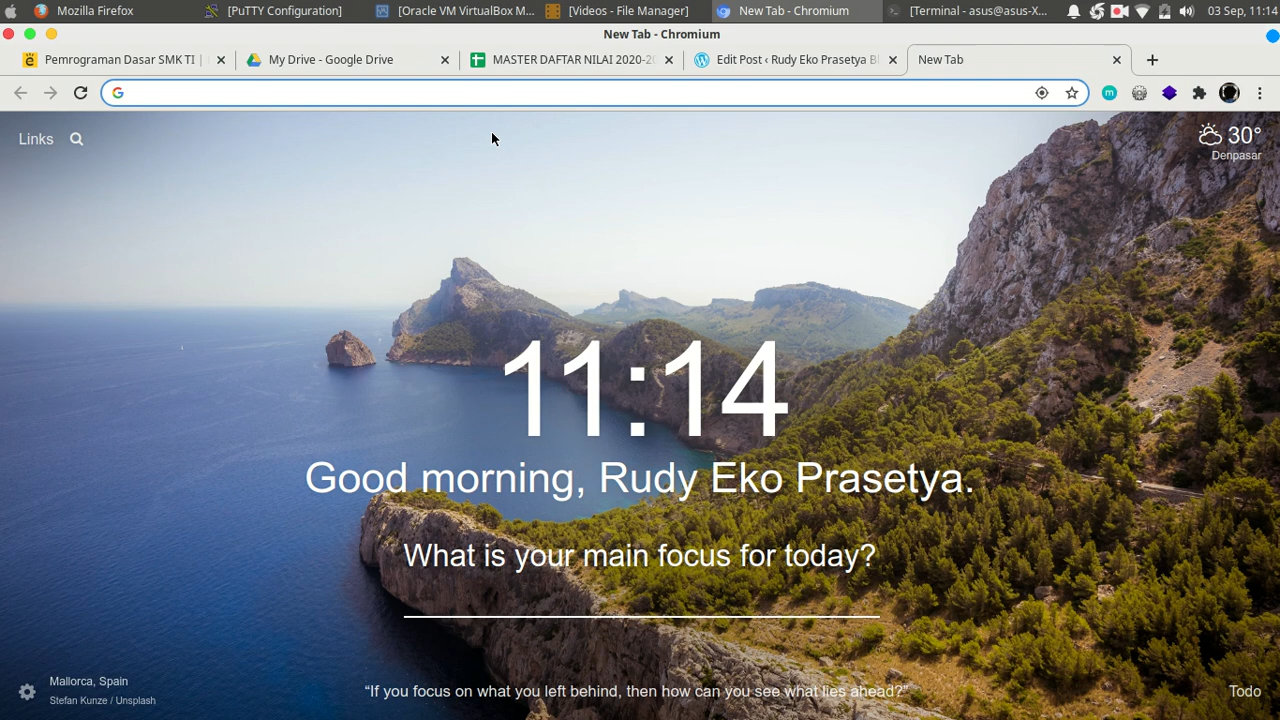 Mozilla Firefox
[PuTTY Configuration]
[Oracle VM VirtualBox M...
[Videos - File Manager]
New Tab - Chromium
[Terminal - asus@asus-X...
03 Sep, 11:14
New Tab - Chromium
Pemrograman Dasar SMK TI |
My Drive - Google Drive
MASTER DAFTAR NILAI 2020-20
Edit Post ‹ Rudy Eko Prasetya Bl
New Tab
Links
30°
Denpasar
11:14
Good morning, Rudy Eko Prasetya.
What is your main focus for today?
Mallorca, Spain
Stefan Kunze / Unsplash
“If you focus on what you left behind, then how can you see what lies ahead?”
Todo